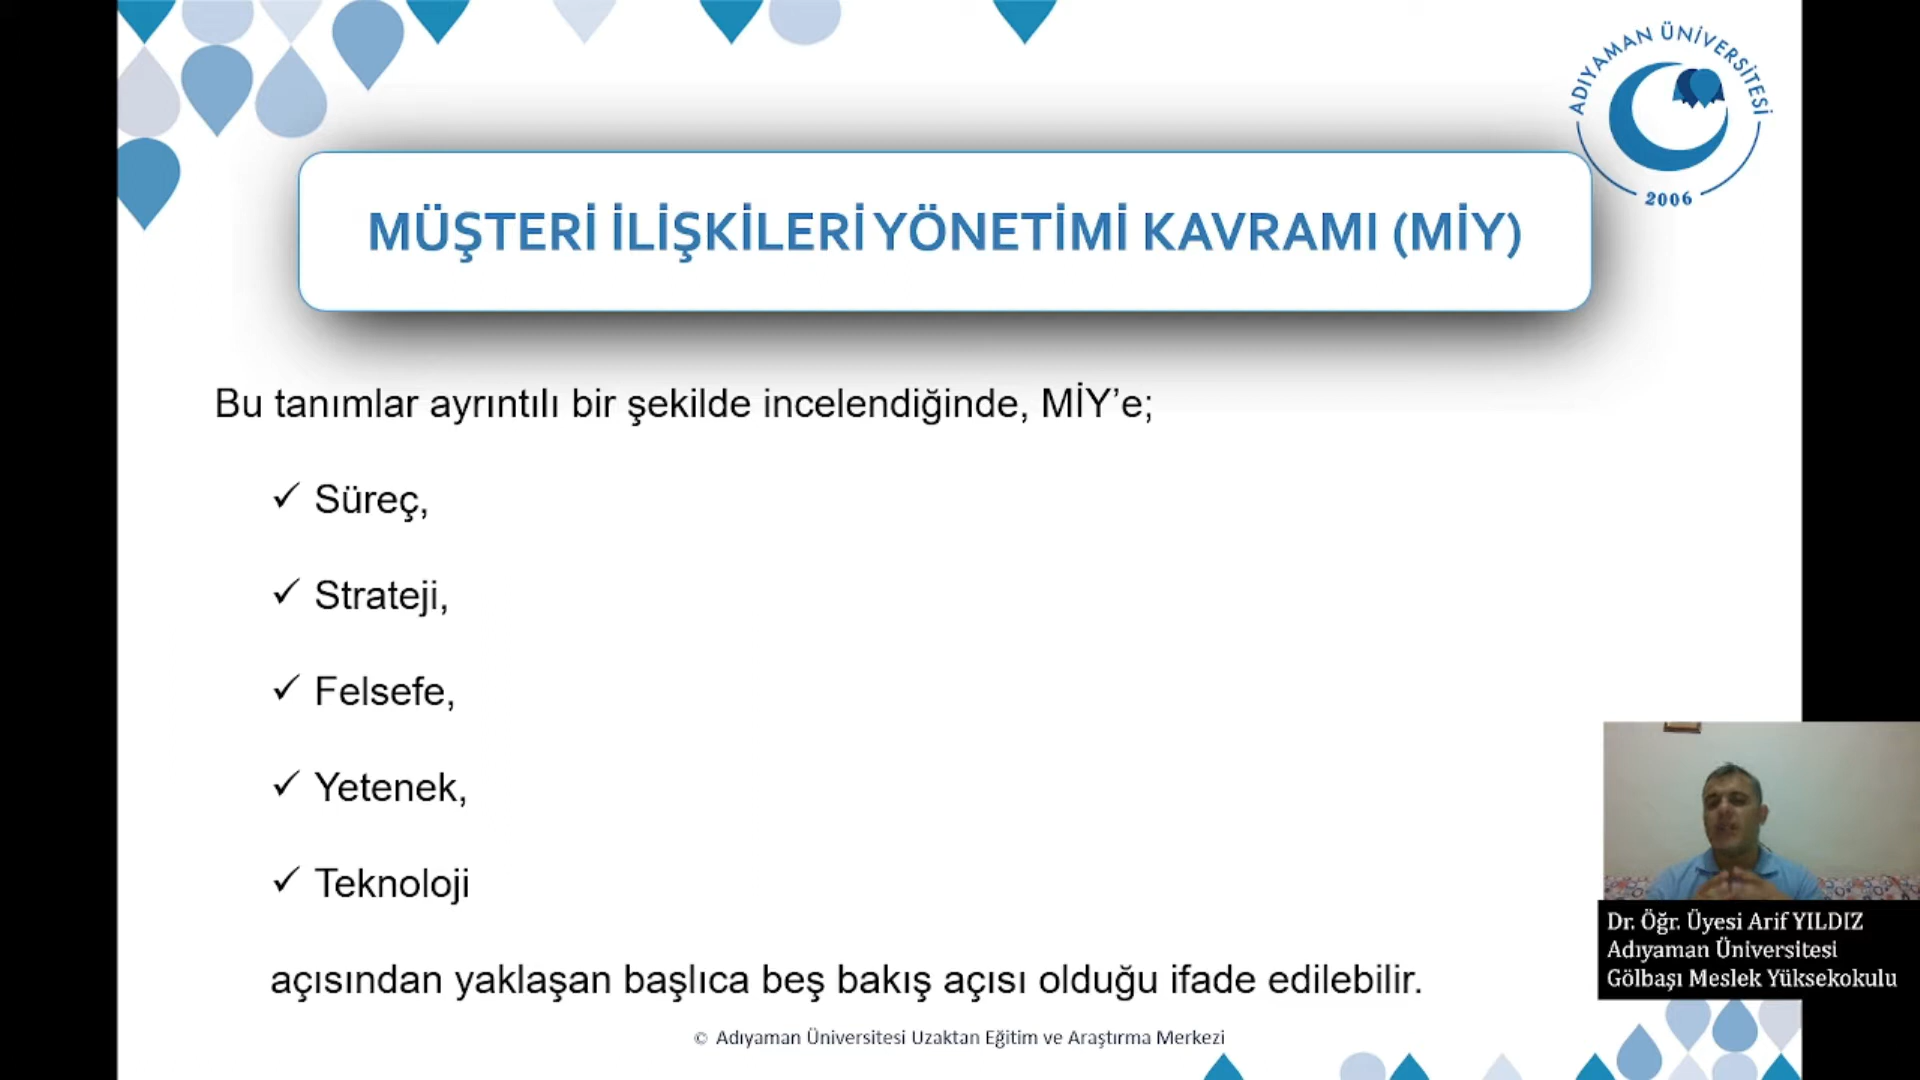 ADIYAMAN ÜNİVERSİTESİ
2006
MÜŞTERİ İLİŞKİLERİ YÖNETİMİ KAVRAMI (MİY)
Bu tanımlar ayrıntılı bir şekilde incelendiğinde, MİY’e;
✓ Süreç,
✓ Strateji,
✓ Felsefe,
✓ Yetenek,
✓ Teknoloji
açısından yaklaşan başlıca beş bakış açısı olduğu ifade edilebilir.
Dr. Öğr. Üyesi Arif YILDIZ
Adıyaman Üniversitesi
Gölbaşı Meslek Yüksekokulu
© Adıyaman Üniversitesi Uzaktan Eğitim ve Araştırma Merkezi